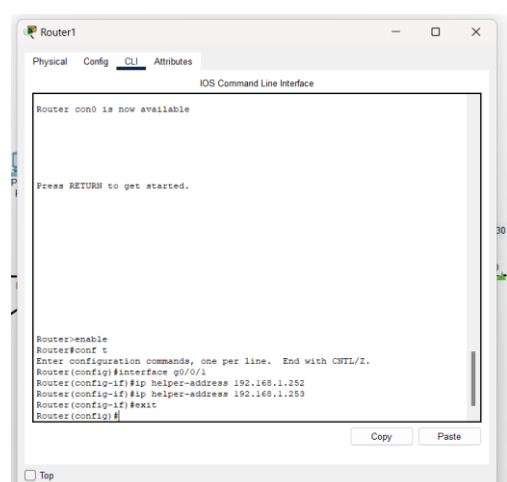 Router1
Physical Config CLI Attributes
IOS Command Line Interface
Router con0 is now available
Press RETURN to get started.
30
Router>enable
Router#conf t
Enter configuration commands, one per line.  End with CNTL/Z.
Router(config)#interface g0/0/1
Router(config-if)#ip helper-address 192.168.1.252
Router(config-if)#ip helper-address 192.168.1.253
Router(config-if)#exit
Router(config)#
Copy Paste
Top